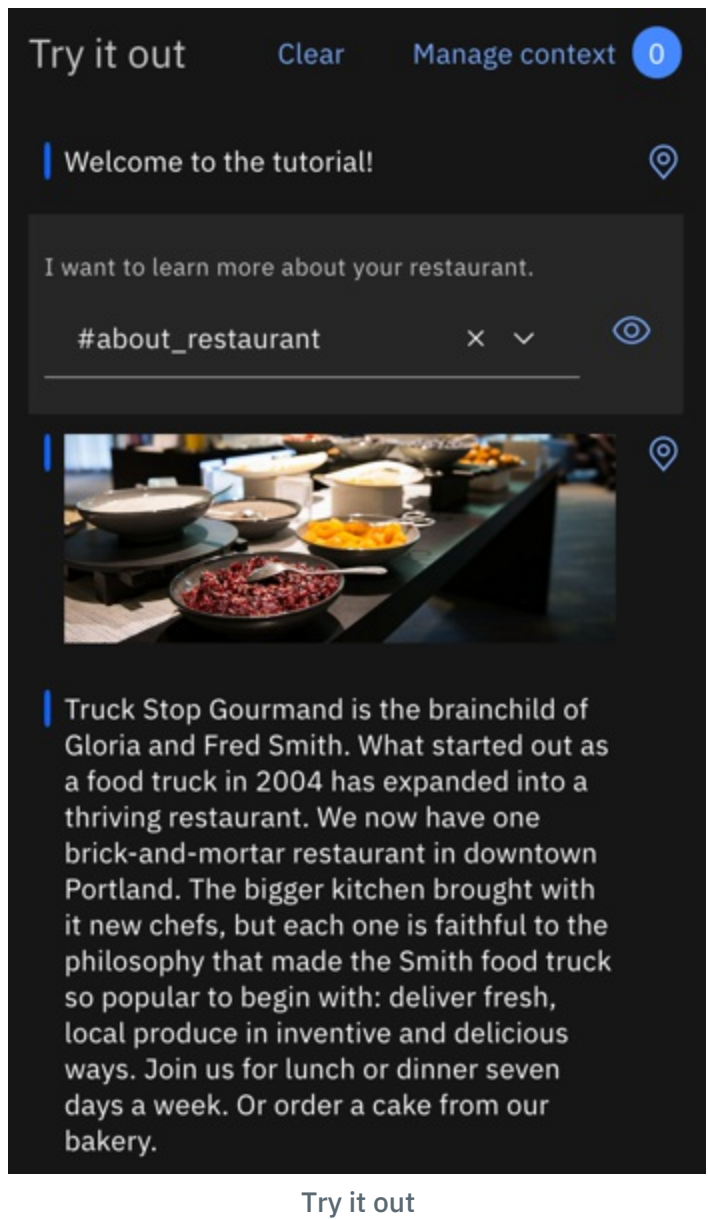 Try it out Clear Manage context 0
Welcome to the tutorial!
I want to learn more about your restaurant.
#about_restaurant
Truck Stop Gourmand is the brainchild of
Gloria and Fred Smith. What started out as
a food truck in 2004 has expanded into a
thriving restaurant. We now have one
brick-and-mortar restaurant in downtown
Portland. The bigger kitchen brought with
it new chefs, but each one is faithful to the
philosophy that made the Smith food truck
so popular to begin with: deliver fresh,
local produce in inventive and delicious
ways. Join us for lunch or dinner seven
days a week. Or order a cake from our
bakery.
Try it out